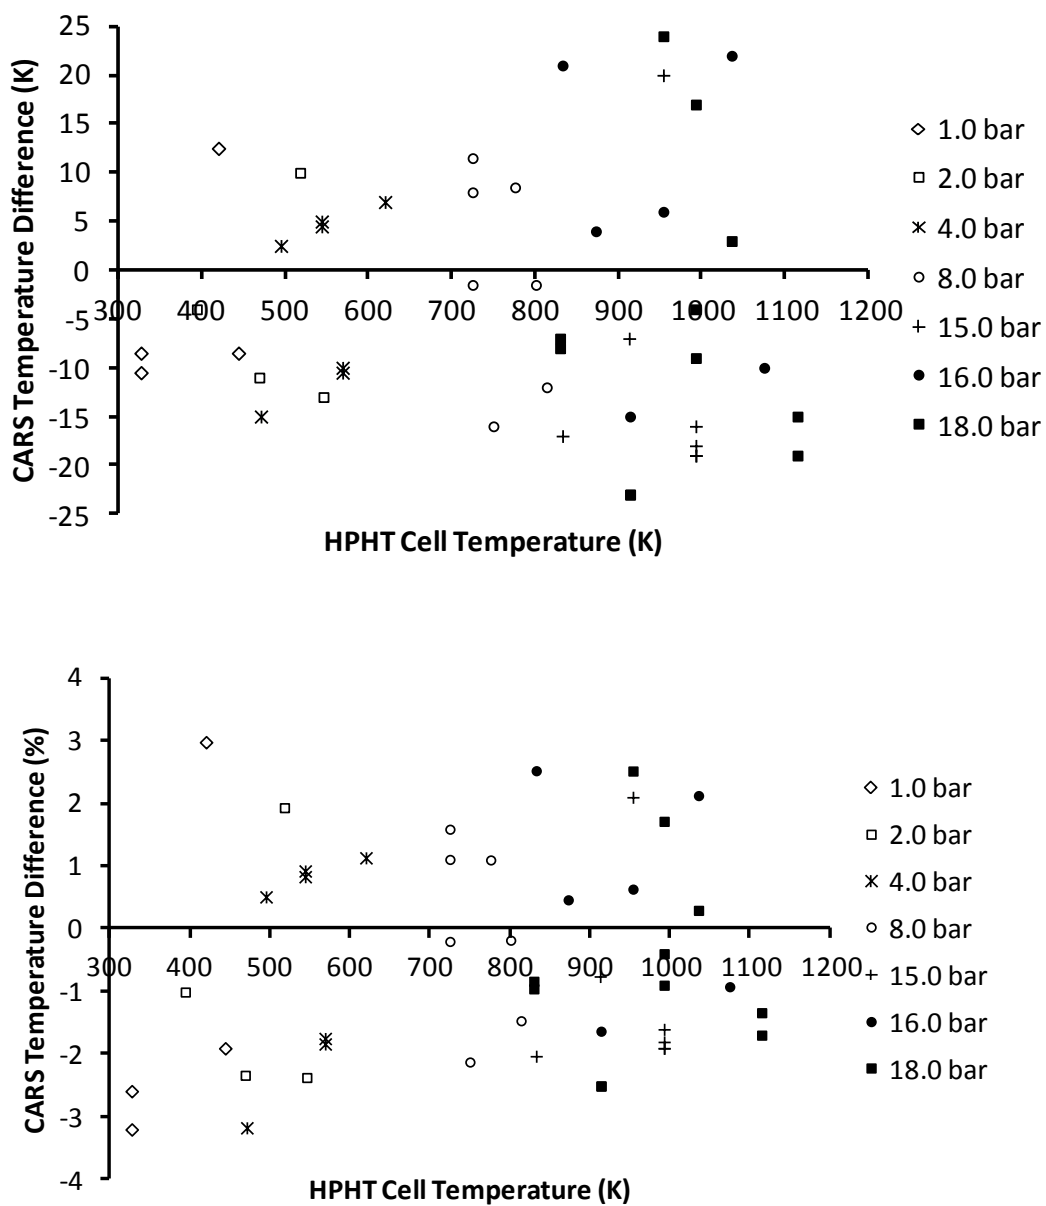 25
20
15
10
5
0
-5
-10
-15
-20
-25
CARS Temperature Difference (K)
300 400 500 600 700 800 900 1000 1100 1200
HPHT Cell Temperature (K)
1.0 bar
2.0 bar
4.0 bar
8.0 bar
15.0 bar
16.0 bar
18.0 bar
4
3
2
1
0
-1
-2
-3
-4
CARS Temperature Difference (%)
300 400 500 600 700 800 900 1000 1100 1200
HPHT Cell Temperature (K)
1.0 bar
2.0 bar
4.0 bar
8.0 bar
15.0 bar
16.0 bar
18.0 bar